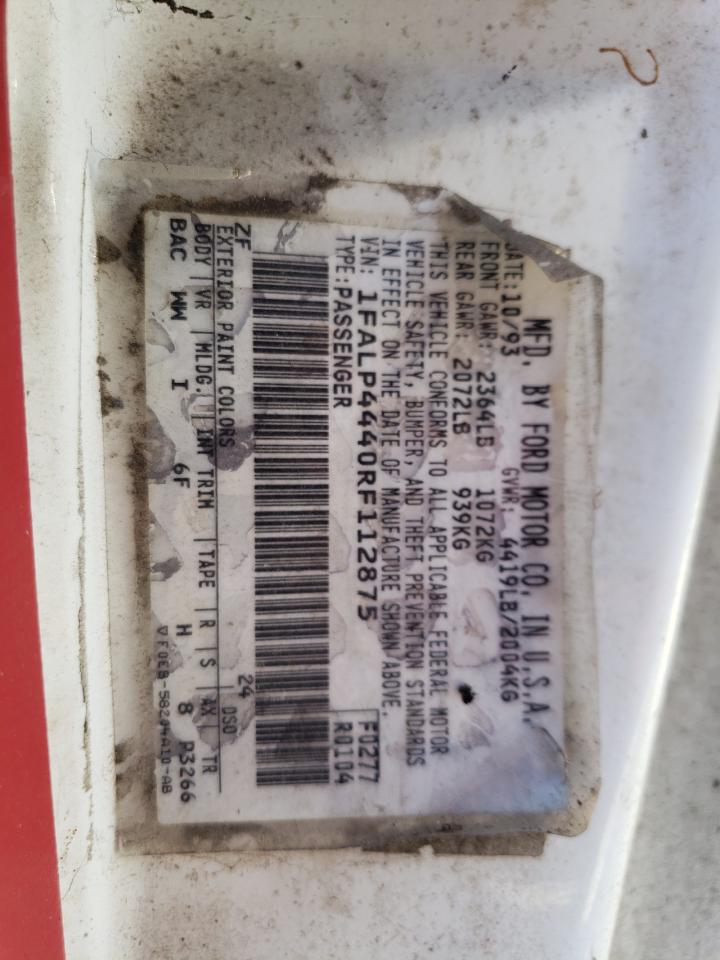 MFD. BY FORD MOTOR CO. IN U.S.A.
DATE: 10/93 GVWR: 4419LB/2004KG
FRONT GAWR: 2364LB 1072KG
REAR GAWR: 2072LB 939KG
THIS VEHICLE CONFORMS TO ALL APPLICABLE FEDERAL MOTOR
VEHICLE SAFETY, BUMPER, AND THEFT PREVENTION STANDARDS
IN EFFECT ON THE DATE OF MANUFACTURE SHOWN ABOVE.
VIN: 1FALP4440RF112875 F0277
TYPE: PASSENGER R0104
ZF 24
EXTERIOR PAINT COLORS DSO
BODY | VR | MLDG. | INT TRIM | TAPE | R | S | AX | TR
BAC WW I 6F H 8 P3266